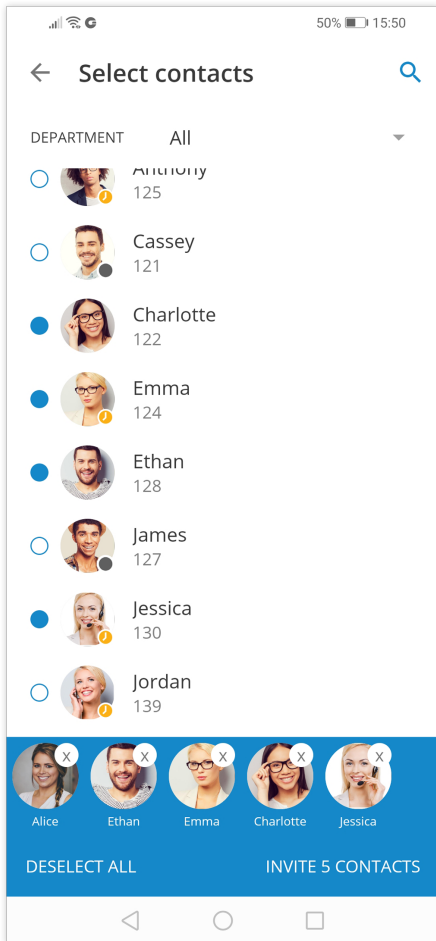 50% 15:50
Select contacts
DEPARTMENT All
Anthony
125
Cassey
121
Charlotte
122
Emma
124
Ethan
128
James
127
Jessica
130
Jordan
139
X X X X X
Alice Ethan Emma Charlotte Jessica
DESELECT ALL INVITE 5 CONTACTS